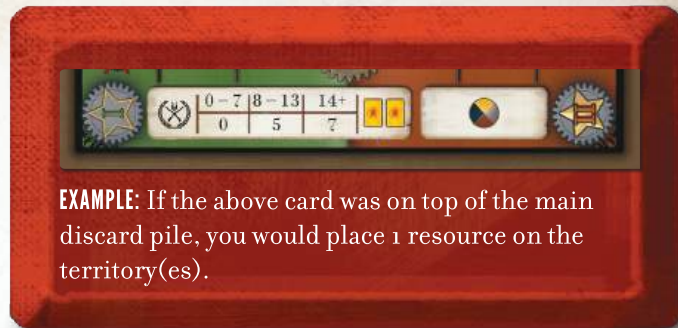 0-7 8-13 14+
0 5 7
I II
EXAMPLE: If the above card was on top of the main
discard pile, you would place 1 resource on the
territory(es).